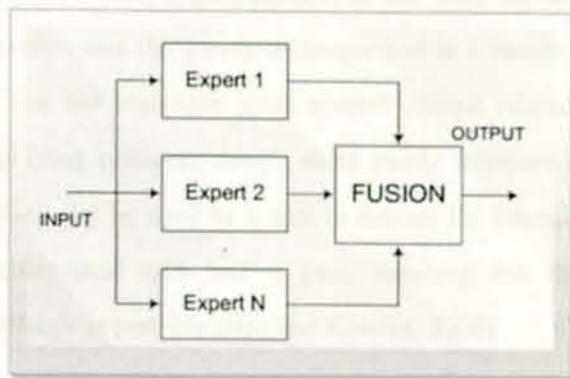 Expert 1
OUTPUT
Expert 2
FUSION
INPUT
Expert N